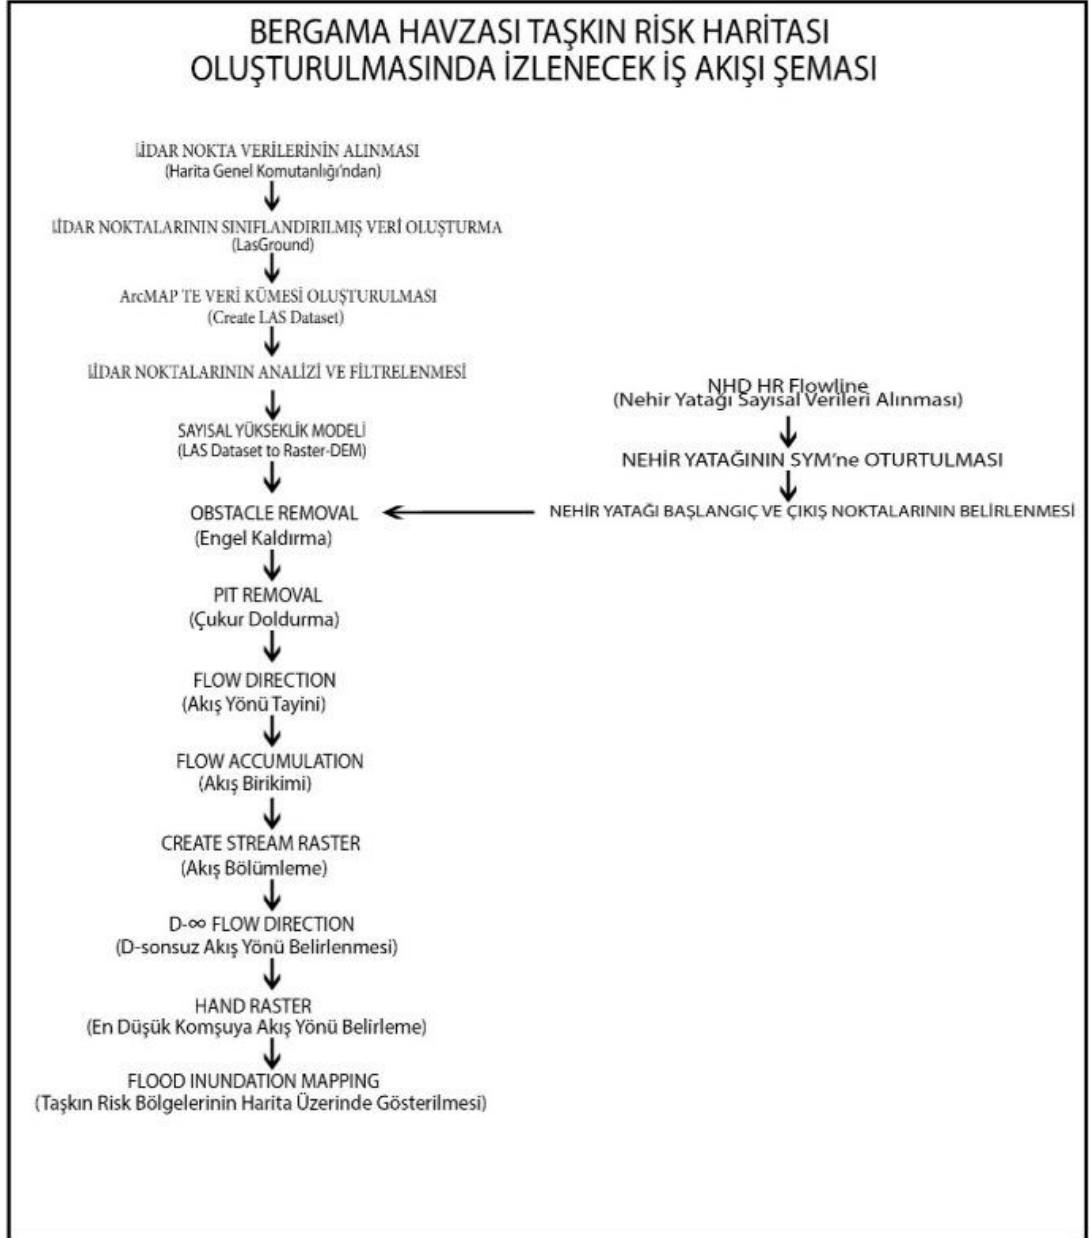 BERGAMA HAVZASI TAŞKIN RİSK HARİTASI
OLUŞTURULMASINDA İZLENECEK İŞ AKIŞI ŞEMASI
LİDAR NOKTA VERİLERİNİN ALINMASI
(Harita Genel Komutanlığı'ndan)
LİDAR NOKTALARININ SINIFLANDIRILMIŞ VERİ OLUŞTURMA
(LasGround)
ArcMAP TE VERİ KÜMESİ OLUŞTURULMASI
(Create LAS Dataset)
LİDAR NOKTALARININ ANALİZİ VE FİLTRELENMESİ
SAYISAL YÜKSEKLİK MODELİ
(LAS Dataset to Raster-DEM)
NHD HR Flowline
(Nehir Yatağı Sayısal Verileri Alınması)
NEHİR YATAĞININ SYM'ne OTURTULMASI
NEHİR YATAĞI BAŞLANGIÇ VE ÇIKIŞ NOKTALARININ BELİRLENMESİ
OBSTACLE REMOVAL
(Engel Kaldırma)
PIT REMOVAL
(Çukur Doldurma)
FLOW DIRECTION
(Akış Yönü Tayini)
FLOW ACCUMULATION
(Akış Birikimi)
CREATE STREAM RASTER
(Akış Bölümleme)
D-∞ FLOW DIRECTION
(D-sonsuz Akış Yönü Belirlenmesi)
HAND RASTER
(En Düşük Komşuya Akış Yönü Belirleme)
FLOOD INUNDATION MAPPING
(Taşkın Risk Bölgelerinin Harita Üzerinde Gösterilmesi)